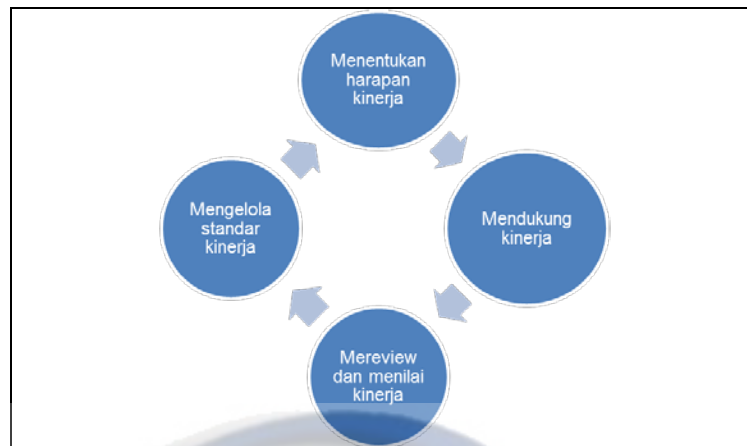 Menentukan
harapan
kinerja
Mendukung
kinerja
Mereview
dan menilai
kinerja
Mengelola
standar
kinerja